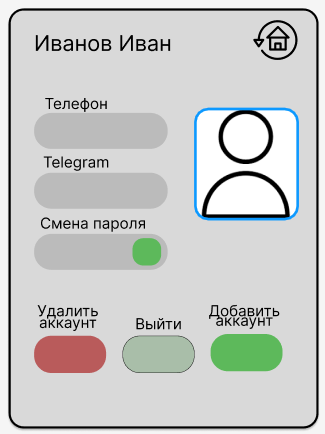 Иванов Иван
Телефон
Telegram
Смена пароля
Удалить
аккаунт
Выйти
Добавить
аккаунт